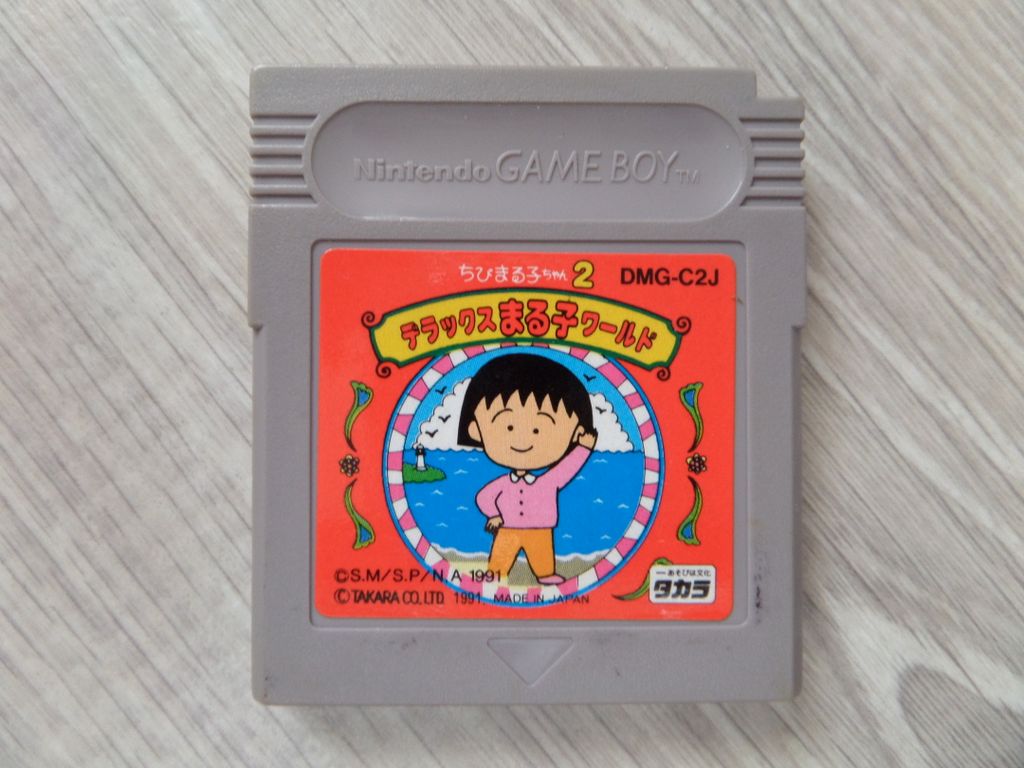 Nintendo GAME BOY TM
ちびまる子ちゃん2 DMG-C2J
デラックスまる子ワールド
©S.M/S.P/N.A 1991
©TAKARA CO.,LTD. 1991. MADE IN JAPAN
―あそびは文化
タカラ